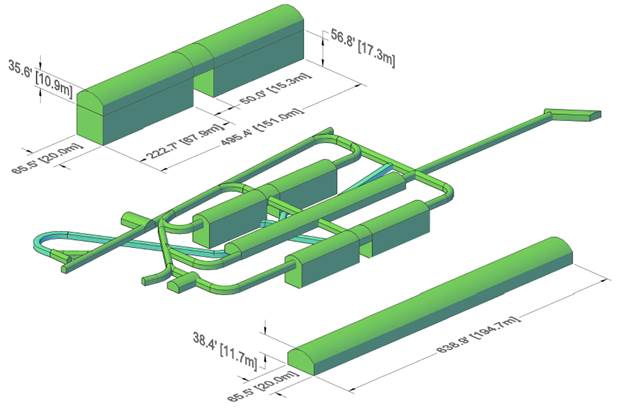 56.8' [17.3m]
35.6' [10.9m]
50.0' [15.3m]
222.7' [67.9m]
495.4' [151.0m]
65.5' [20.0m]
38.4' [11.7m]
638.9' [194.7m]
65.5' [20.0m]